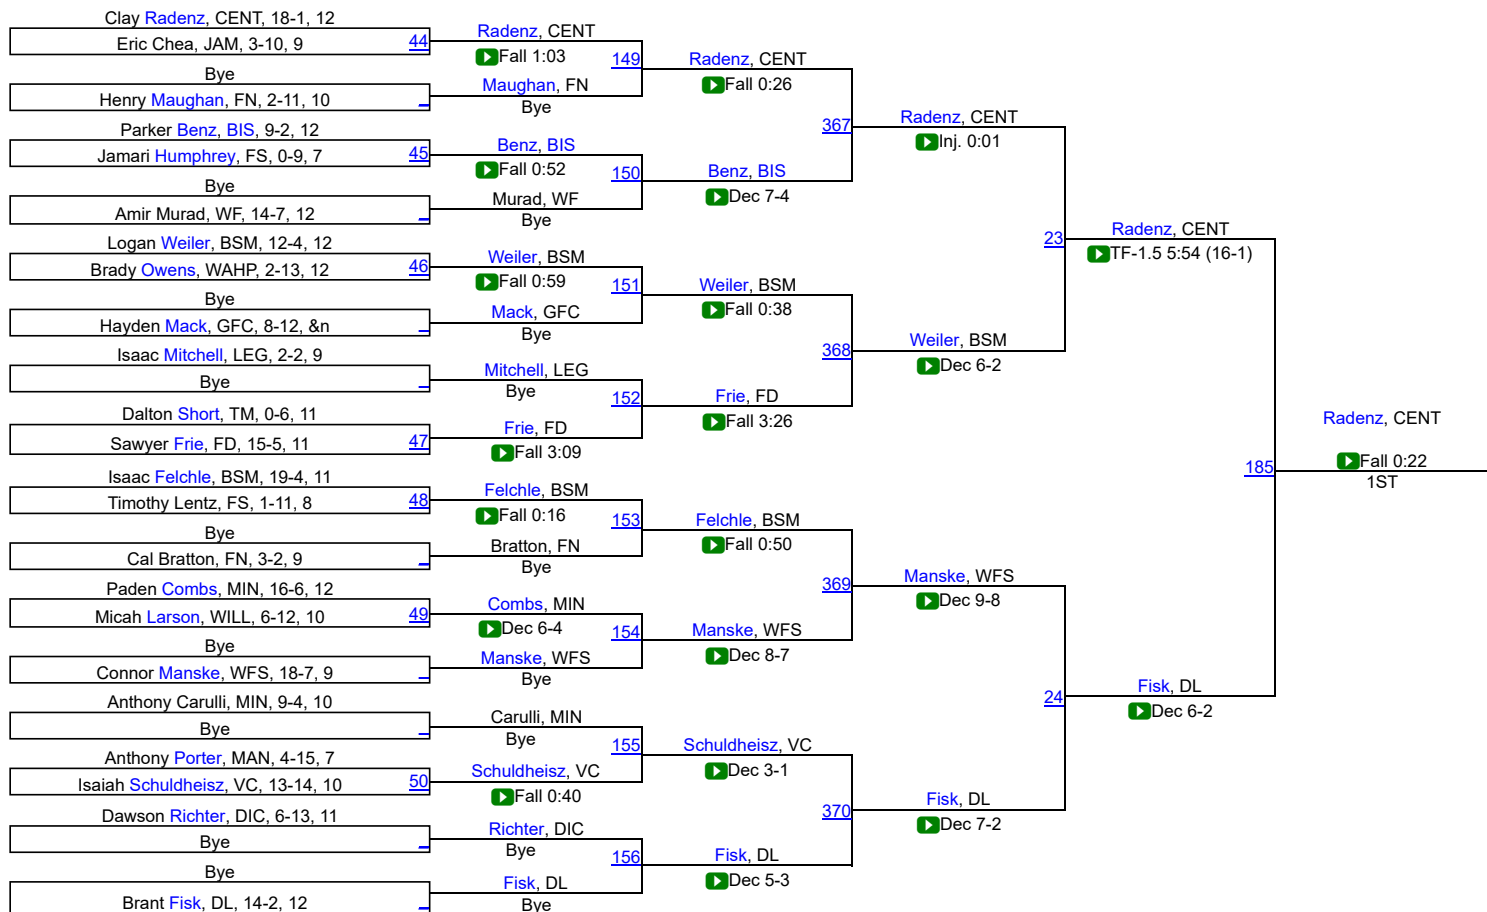 Clay Radenz, CENT, 18-1, 12
Eric Chea, JAM, 3-10, 9
44
Bye
Henry Maughan, FN, 2-11, 10
Parker Benz, BIS, 9-2, 12
Jamari Humphrey, FS, 0-9, 7
45
Bye
Amir Murad, WF, 14-7, 12
Logan Weiler, BSM, 12-4, 12
Brady Owens, WAHP, 2-13, 12
46
Bye
Hayden Mack, GFC, 8-12, &n
Isaac Mitchell, LEG, 2-2, 9
Bye
Dalton Short, TM, 0-6, 11
Sawyer Frie, FD, 15-5, 11
47
Isaac Felchle, BSM, 19-4, 11
Timothy Lentz, FS, 1-11, 8
48
Bye
Cal Bratton, FN, 3-2, 9
Paden Combs, MIN, 16-6, 12
Micah Larson, WILL, 6-12, 10
49
Bye
Connor Manske, WFS, 18-7, 9
Anthony Carulli, MIN, 9-4, 10
Bye
Anthony Porter, MAN, 4-15, 7
Isaiah Schuldheisz, VC, 13-14, 10
50
Dawson Richter, DIC, 6-13, 11
Bye
Bye
Brant Fisk, DL, 14-2, 12
Radenz, CENT
Fall 1:03
149
Maughan, FN
Bye
Benz, BIS
Fall 0:52
150
Murad, WF
Bye
Weiler, BSM
Fall 0:59
151
Mack, GFC
Bye
Mitchell, LEG
Bye
152
Frie, FD
Fall 3:09
Felchle, BSM
Fall 0:16
153
Bratton, FN
Bye
Combs, MIN
Dec 6-4
154
Manske, WFS
Bye
Carulli, MIN
Bye
155
Schuldheisz, VC
Fall 0:40
Richter, DIC
Bye
156
Fisk, DL
Bye
Radenz, CENT
Fall 0:26
367
Benz, BIS
Dec 7-4
Weiler, BSM
Fall 0:38
368
Frie, FD
Fall 3:26
Felchle, BSM
Fall 0:50
369
Manske, WFS
Dec 8-7
Schuldheisz, VC
Dec 3-1
370
Fisk, DL
Dec 5-3
Radenz, CENT
Inj. 0:01
23
Weiler, BSM
Dec 6-2
Manske, WFS
Dec 9-8
24
Fisk, DL
Dec 7-2
Radenz, CENT
TF-1.5 5:54 (16-1)
185
Fisk, DL
Dec 6-2
Radenz, CENT
Fall 0:22
1ST